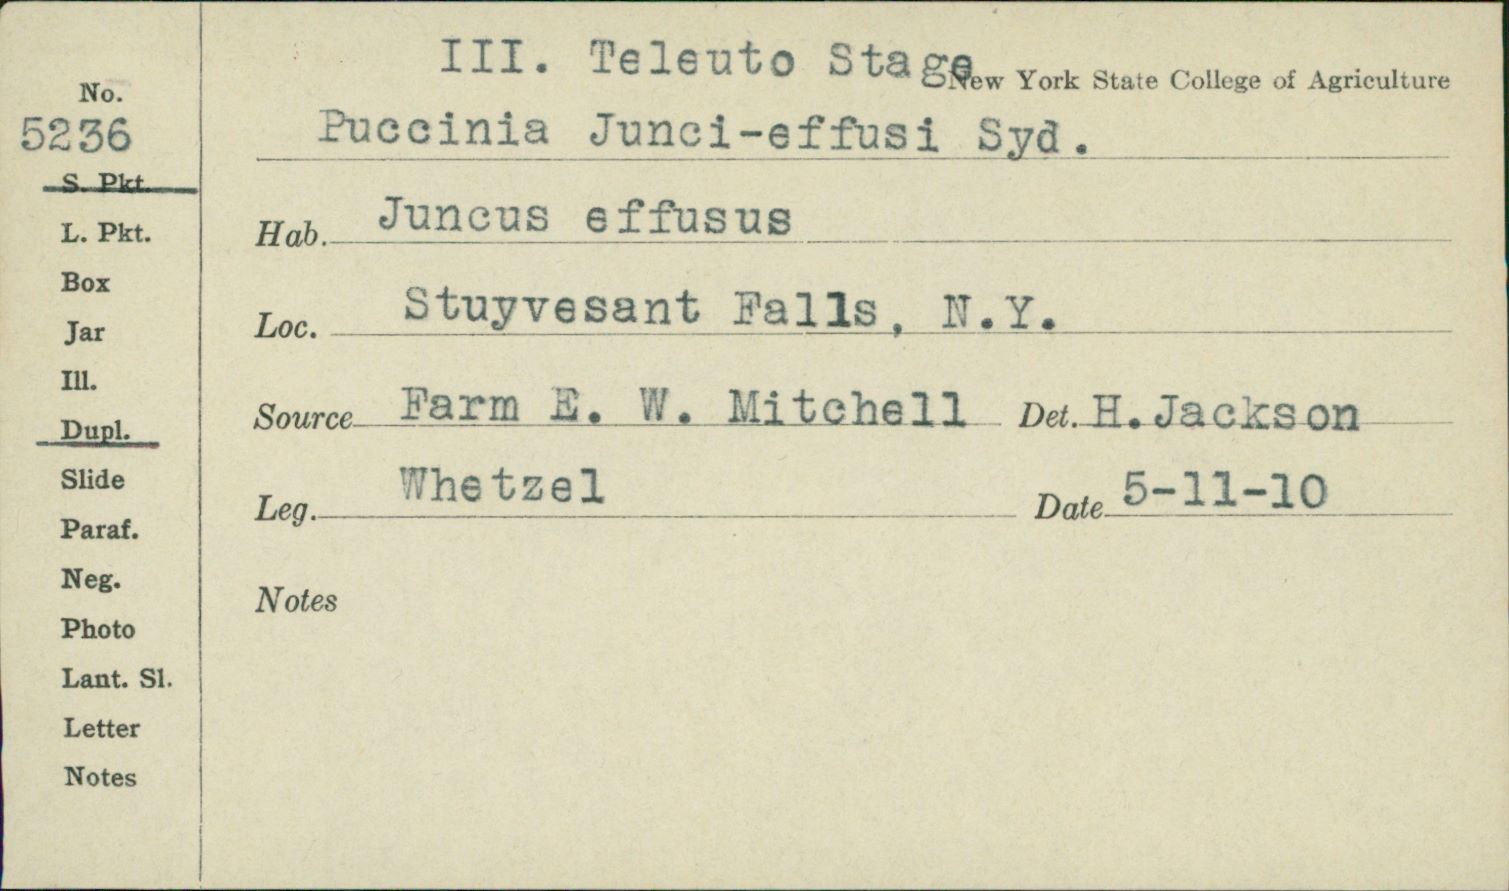 III. Teleuto Stage
New York State College of Agriculture
No.
5236
Puccinia Junci-effusi Syd.
S. Pkt.
L. Pkt.
Box
Jar
Ill.
Dupl.
Slide
Paraf.
Neg.
Photo
Lant. Sl.
Letter
Notes
Hab. Juncus effusus
Loc. Stuyvesant Falls, N.Y.
Source Farm E. W. Mitchell Det. H. Jackson
Leg. Whetzel Date 5-11-10
Notes